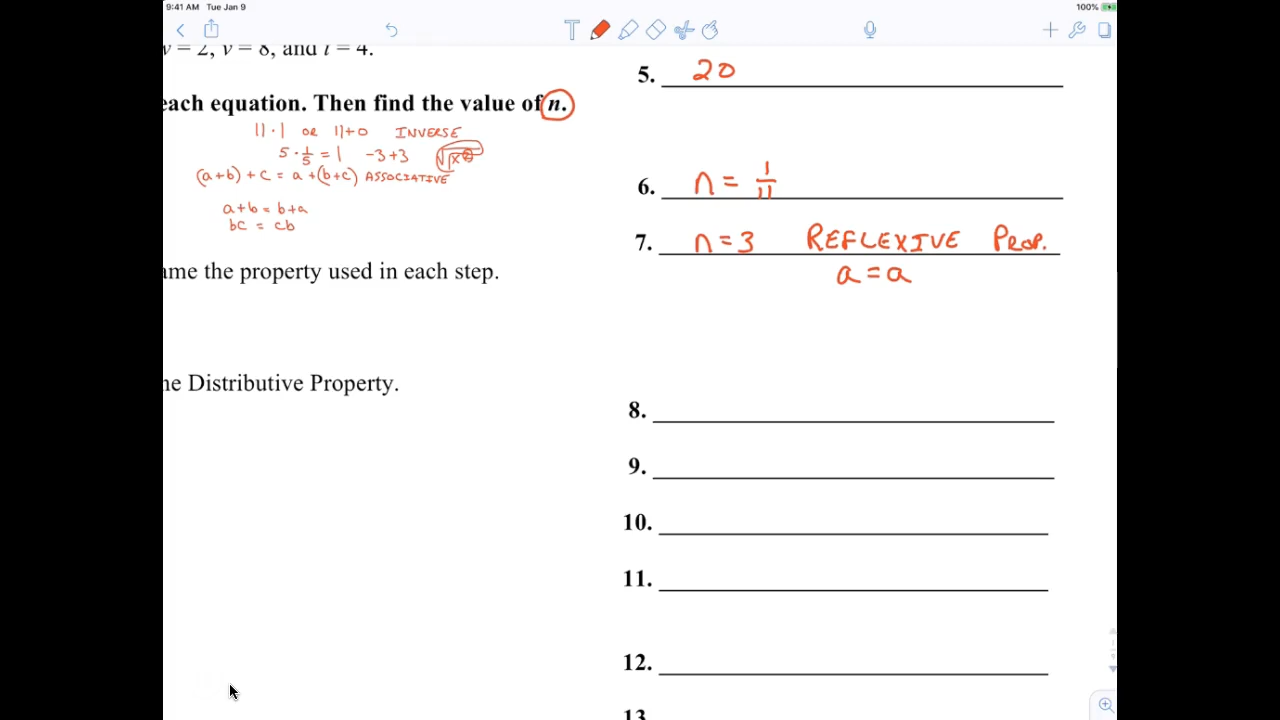 9:41 AM Tue Jan 9
100%
T
v = 2, v = 8, and t = 4.
5. 20
each equation. Then find the value of n.
11 · 1 or 11+0 INVERSE
5 · 1/5 = 1 -3+3
(a+b) + c = a +(b+c) ASSOCIATIVE
6. n = 1/11
a+b = b+a
bc = cb
7. n = 3 REFLEXIVE PROP.
a = a
ame the property used in each step.
he Distributive Property.
8.
9.
10.
11.
12.
13